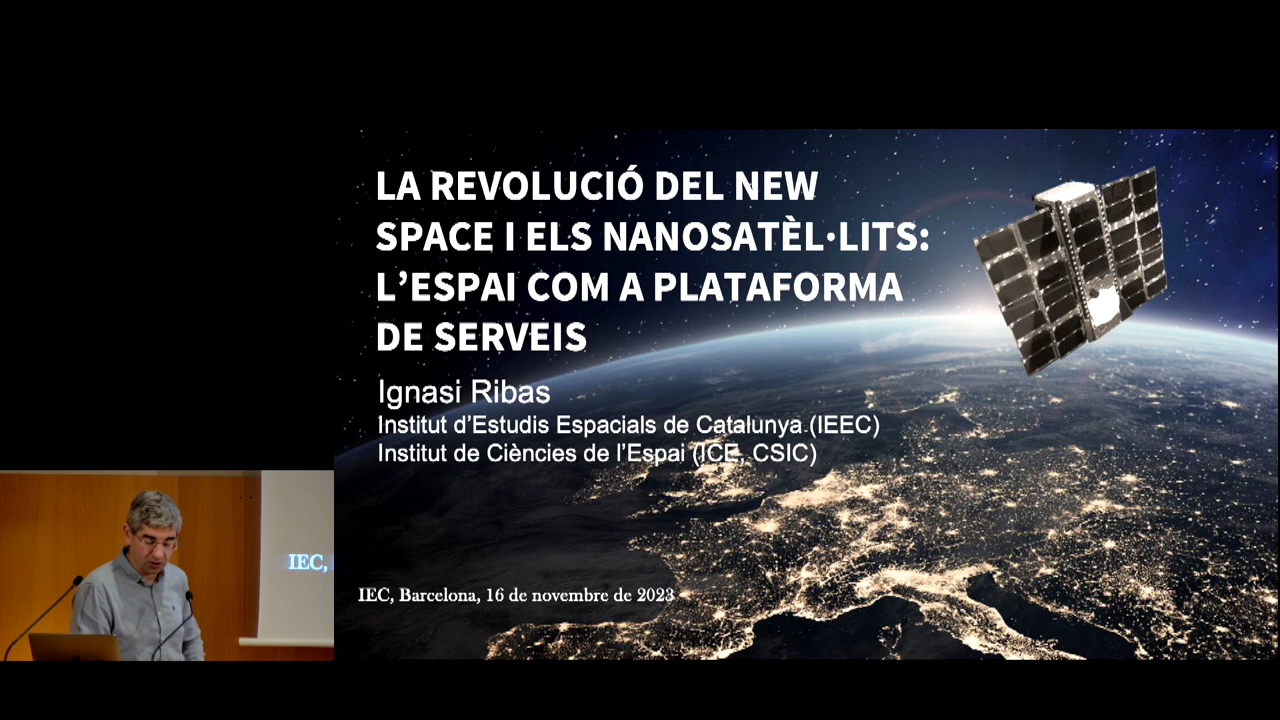 LA REVOLUCIÓ DEL NEW
SPACE I ELS NANOSATÈL·LITS:
L'ESPAI COM A PLATAFORMA
DE SERVEIS
Ignasi Ribas
Institut d'Estudis Espacials de Catalunya (IEEC)
Institut de Ciències de l'Espai (ICE, CSIC)
IEC, Barcelona, 16 de novembre de 2023
IEC,